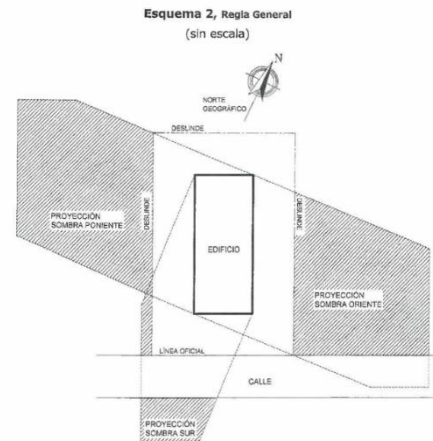 Esquema 2, Regla General
(sin escala)
N
NORTE
GEOGRÁFICO
DESLINDE
PROYECCIÓN
SOMBRA PONIENTE
DESLINDE
EDIFICIO
DESLINDE
PROYECCIÓN
SOMBRA ORIENTE
LÍNEA OFICIAL
CALLE
PROYECCIÓN
SOMBRA SUR